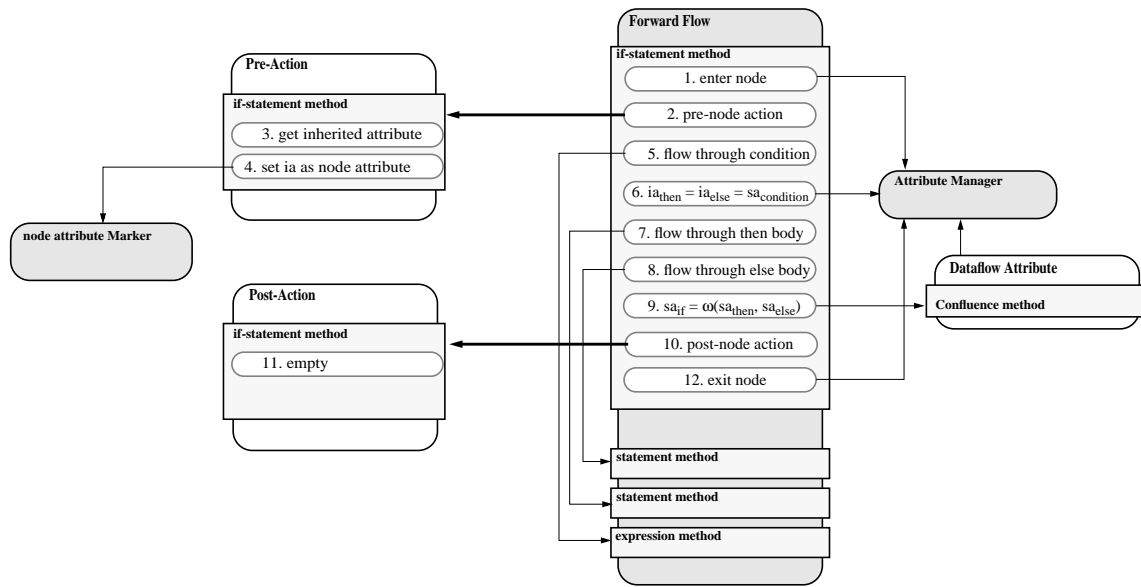 Forward Flow
if-statement method
1. enter node
2. pre-node action
5. flow through condition
6. ia_then = ia_else = sa_condition
7. flow through then body
8. flow through else body
9. sa_if = ω(sa_then, sa_else)
10. post-node action
12. exit node
statement method
statement method
expression method
Pre-Action
if-statement method
3. get inherited attribute
4. set ia as node attribute
node attribute Marker
Post-Action
if-statement method
11. empty
Attribute Manager
Dataflow Attribute
Confluence method